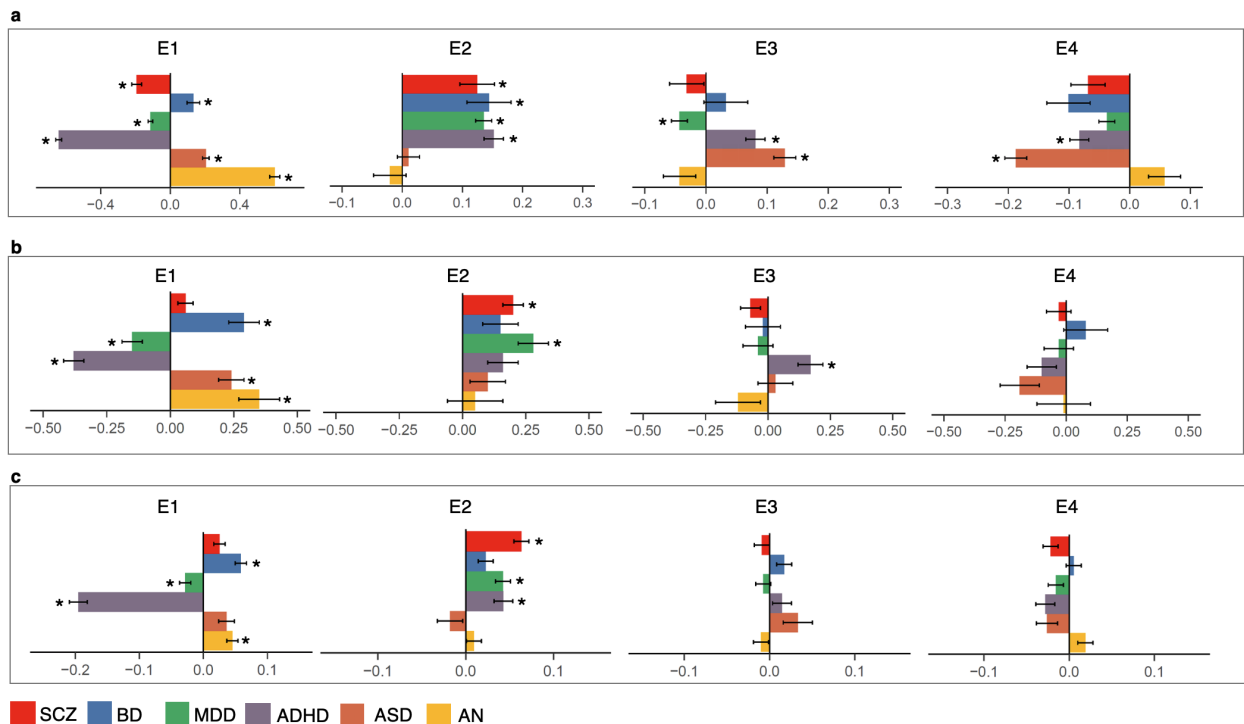 a
E1 E2 E3 E4
* * * * * *
* * * *
* * *
* *
−0.4 0.0 0.4 −0.1 0.0 0.1 0.2 0.3 −0.1 0.0 0.1 0.2 0.3 −0.3 −0.2 −0.1 0.0 0.1
b
E1 E2 E3 E4
* * * * *
* *
*
−0.50 −0.25 0.00 0.25 0.50 −0.50 −0.25 0.00 0.25 0.50 −0.50 −0.25 0.00 0.25 0.50 −0.50 −0.25 0.00 0.25 0.50
c
E1 E2 E3 E4
* * * *
* * *
−0.2 −0.1 0.0 0.1 −0.1 0.0 0.1 −0.1 0.0 0.1 −0.1 0.0 0.1
SCZ BD MDD ADHD ASD AN